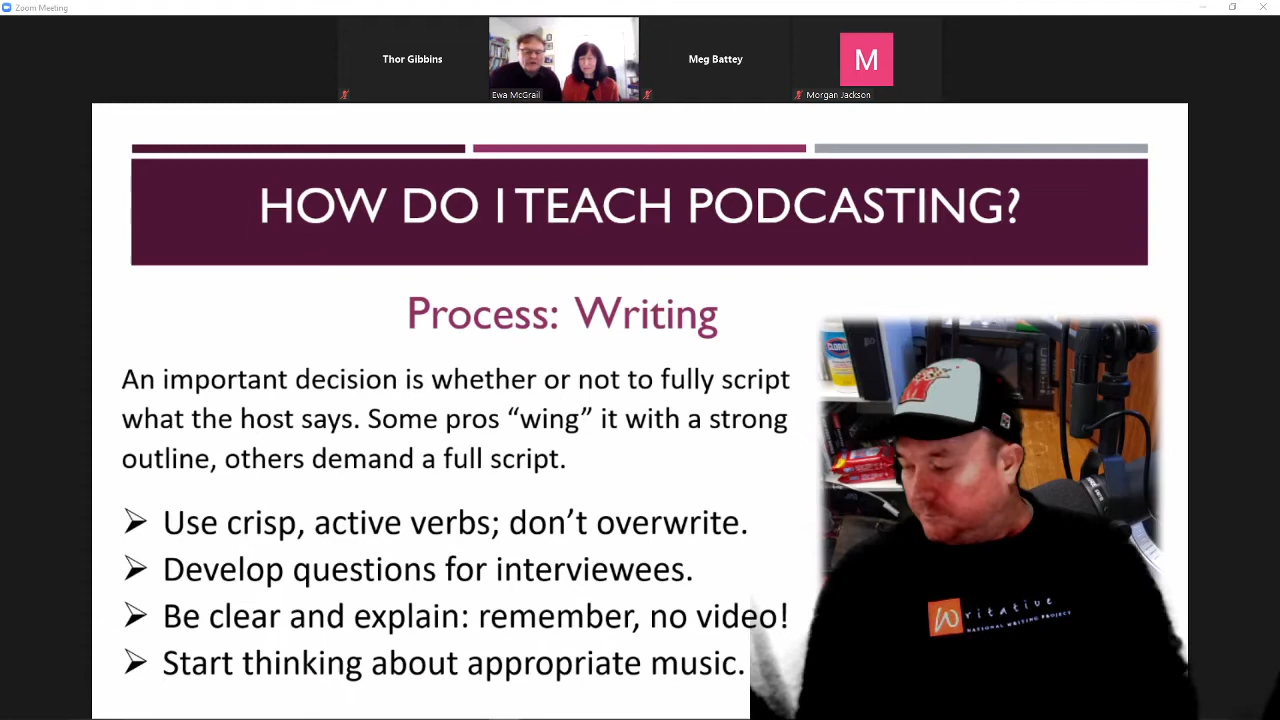 Zoom Meeting
Thor Gibbins
Ewa McGrail
Meg Battey
M
Morgan Jackson
HOW DO I TEACH PODCASTING?
Process: Writing
An important decision is whether or not to fully script
what the host says. Some pros “wing” it with a strong
outline, others demand a full script.
➢ Use crisp, active verbs; don’t overwrite.
➢ Develop questions for interviewees.
➢ Be clear and explain: remember, no video!
➢ Start thinking about appropriate music.
CLOROX
Writative
NATIONAL WRITING PROJECT